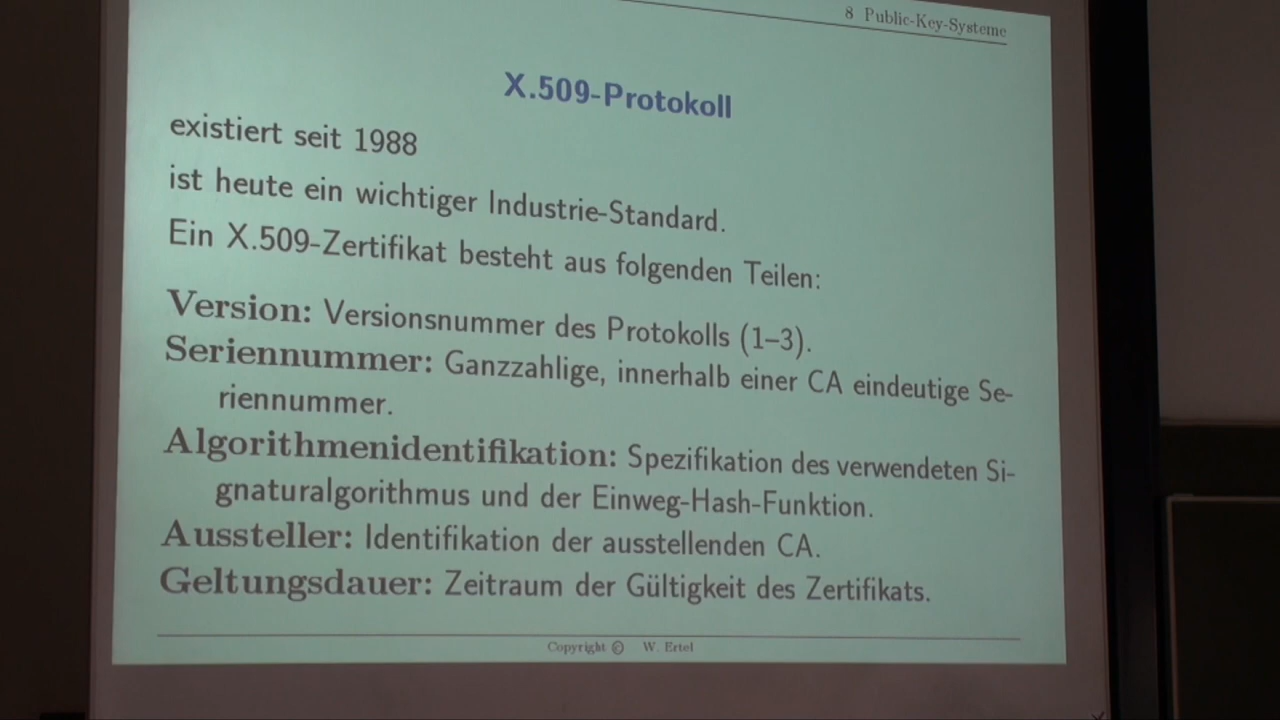 8 Public-Key-Systeme
X.509-Protokoll
existiert seit 1988
ist heute ein wichtiger Industrie-Standard.
Ein X.509-Zertifikat besteht aus folgenden Teilen:
Version: Versionsnummer des Protokolls (1–3).
Seriennummer: Ganzzahlige, innerhalb einer CA eindeutige Se-
riennummer.
Algorithmenidentifikation: Spezifikation des verwendeten Si-
gnaturalgorithmus und der Einweg-Hash-Funktion.
Aussteller: Identifikation der ausstellenden CA.
Geltungsdauer: Zeitraum der Gültigkeit des Zertifikats.
Copyright © W. Ertel